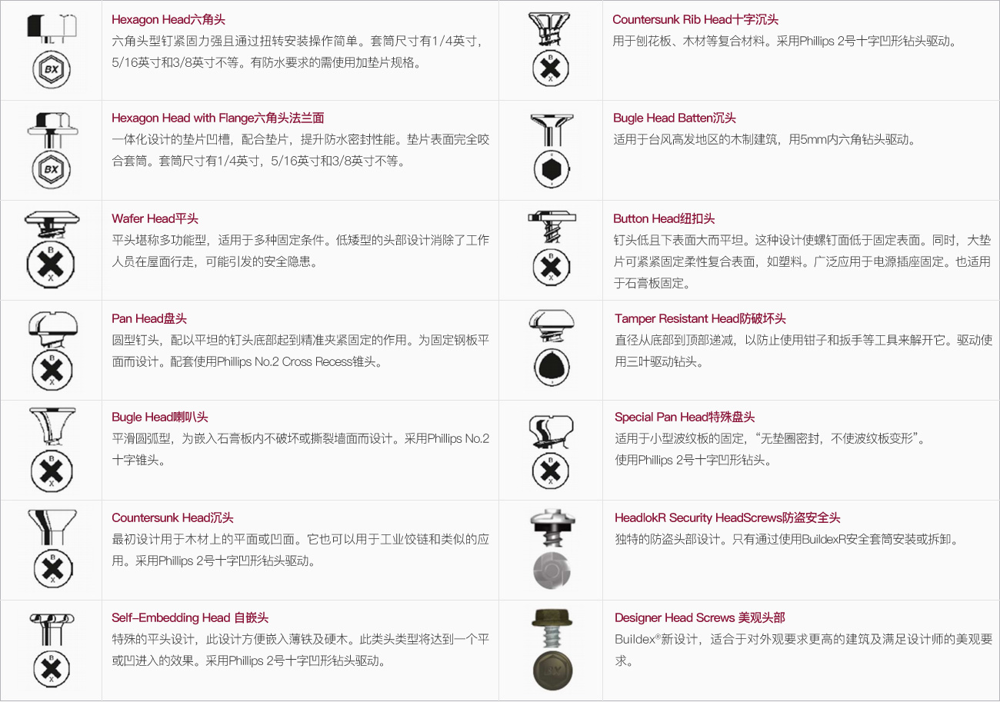 Hexagon Head六角头
六角头型钉紧固力强且通过扭转安装操作简单。套筒尺寸有1/4英寸，
5/16英寸和3/8英寸不等。有防水要求的需使用加垫片规格。
BX
Countersunk Rib Head十字沉头
用于刨花板、木材等复合材料。采用Phillips 2号十字凹形钻头驱动。
B
X
Hexagon Head with Flange六角头法兰面
一体化设计的垫片凹槽，配合垫片，提升防水密封性能。垫片表面完全咬
合套筒。套筒尺寸有1/4英寸，5/16英寸和3/8英寸不等。
BX
Bugle Head Batten沉头
适用于台风高发地区的木制建筑，用5mm内六角钻头驱动。
Wafer Head平头
平头堪称多功能型，适用于多种固定条件。低矮型的头部设计消除了工作
人员在屋面行走，可能引发的安全隐患。
B
X
Button Head纽扣头
钉头低且下表面大而平坦。这种设计使螺钉面低于固定表面。同时，大垫
片可紧紧固定柔性复合表面，如塑料。广泛应用于电源插座固定。也适用
于石膏板固定。
B
X
Pan Head盘头
圆型钉头，配以平坦的钉头底部起到精准夹紧固定的作用。为固定钢板平
面而设计。配套使用Phillips No.2 Cross Recess锥头。
B
X
Tamper Resistant Head防破坏头
直径从底部到顶部递减，以防止使用钳子和扳手等工具来解开它。驱动使
用三叶驱动钻头。
Bugle Head喇叭头
平滑圆弧型，为嵌入石膏板内不破坏或撕裂墙面而设计。采用Phillips No.2
十字锥头。
B
X
Special Pan Head特殊盘头
适用于小型波纹板的固定，“无垫圈密封，不使波纹板变形”。
使用Phillips 2号十字凹形钻头。
B
X
Countersunk Head沉头
最初设计用于木材上的平面或凹面。它也可以用于工业铰链和类似的应
用。采用Phillips 2号十字凹形钻头驱动。
B
X
HeadlokR Security HeadScrews防盗安全头
独特的防盗头部设计。只有通过使用BuildexR安全套筒安装或拆卸。
Self-Embedding Head 自嵌头
特殊的平头设计，此设计方便嵌入薄铁及硬木。此类头类型将达到一个平
或凹进入的效果。采用Phillips 2号十字凹形钻头驱动。
B
X
Designer Head Screws 美观头部
Buildex®新设计，适合于对外观要求更高的建筑及满足设计师的美观要
求。
BX